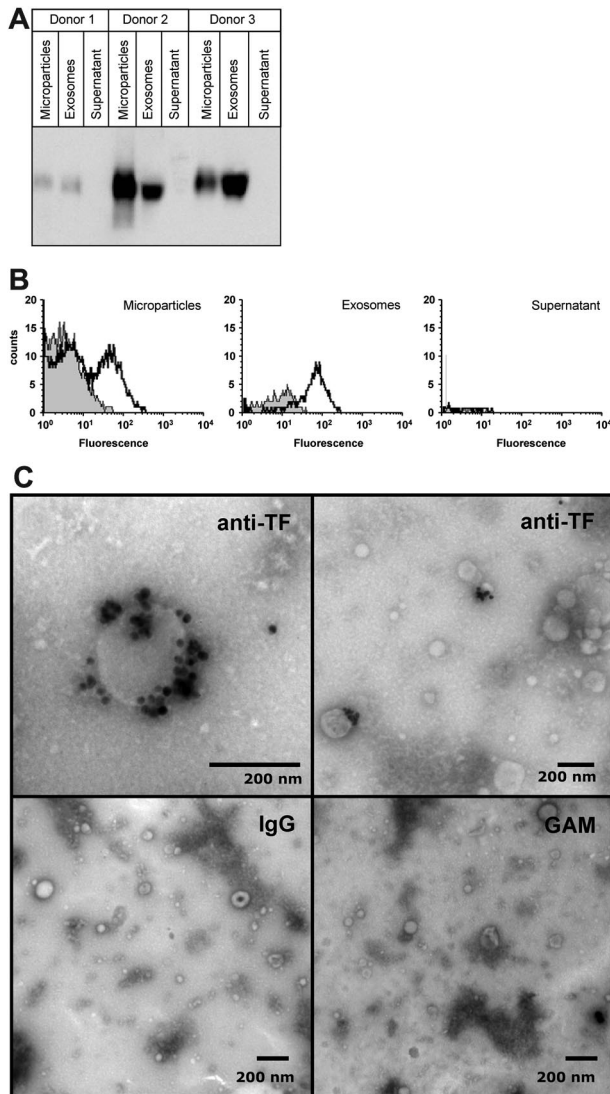 A
Donor 1 Donor 2 Donor 3
Microparticles Exosomes Supernatant Microparticles Exosomes Supernatant Microparticles Exosomes Supernatant
B
20 Microparticles 20 Exosomes 20 Supernatant
15 15 15
counts
10 10 10
5 5 5
0 0 0
10⁰ 10¹ 10² 10³ 10⁴ 10⁰ 10¹ 10² 10³ 10⁴ 10⁰ 10¹ 10² 10³ 10⁴
Fluorescence Fluorescence Fluorescence
C
anti-TF anti-TF
200 nm 200 nm
IgG GAM
200 nm 200 nm